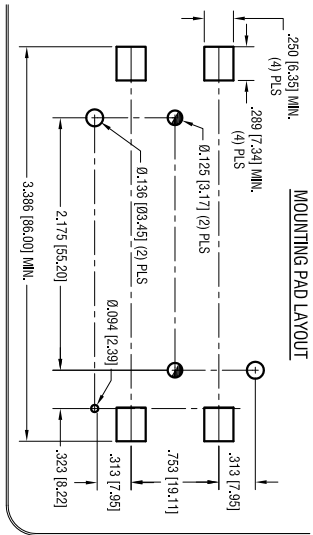 MOUNTING PAD LAYOUT
.250 [6.35] MIN.
(4) PLS
.289 [7.34] MIN.
(4) PLS
Ø.125 [3.17] (2) PLS
Ø.136 [Ø3.45] (2) PLS
Ø.094 [2.39]
2.175 [55.20]
3.386 [86.00] MIN.
.313 [7.95]
.753 [19.11]
.313 [7.95]
.323 [8.22]